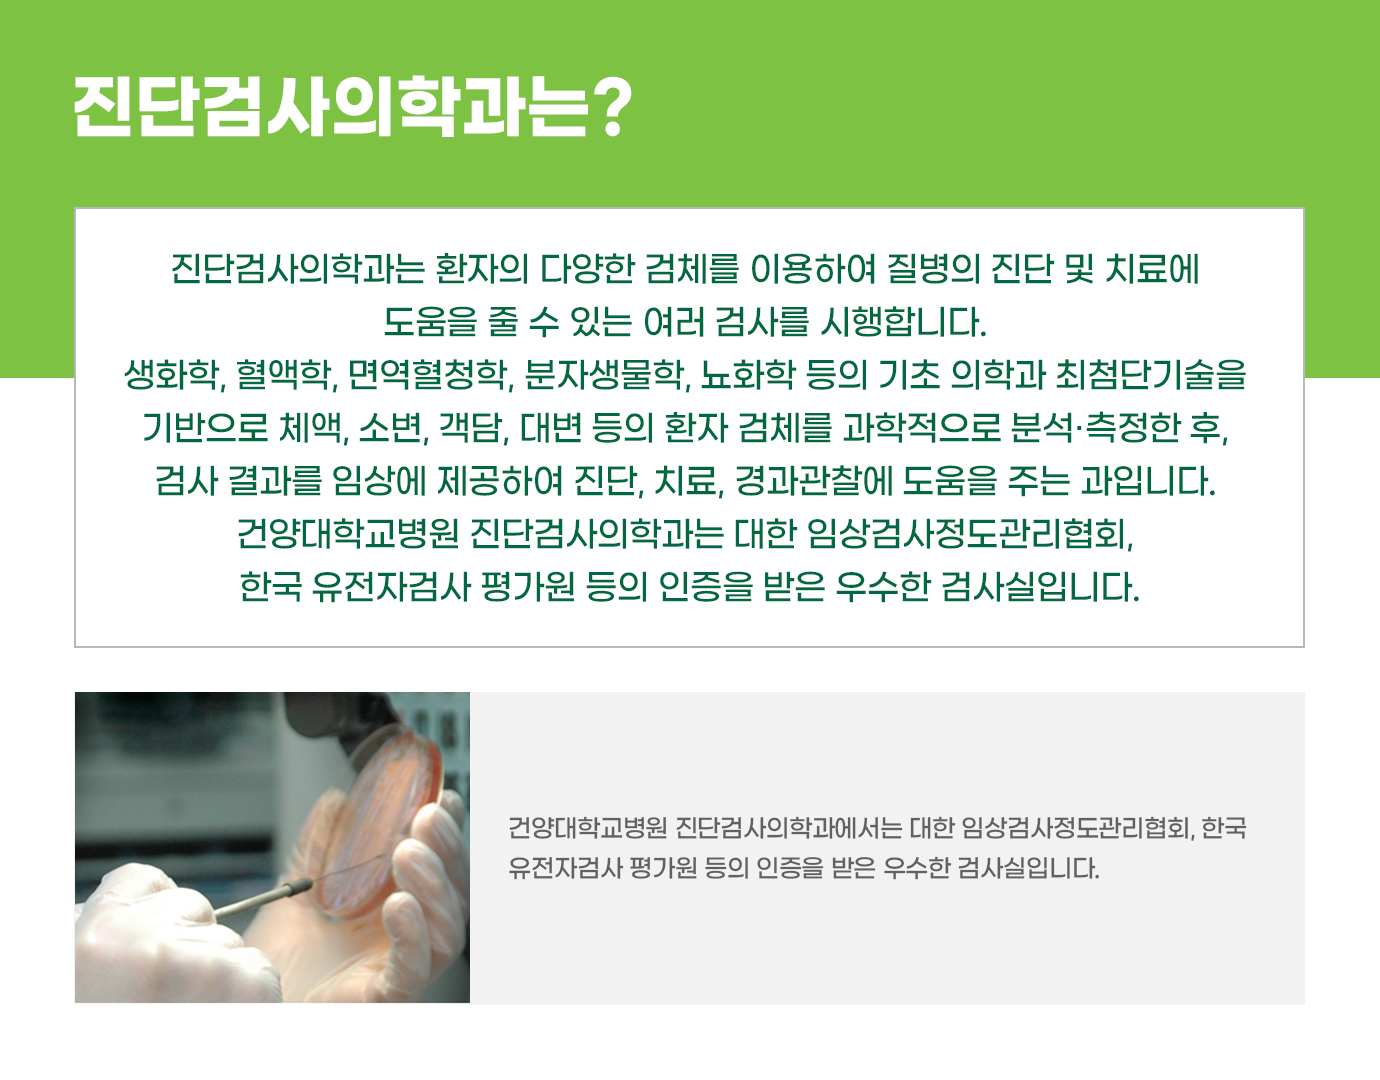 진단검사의학과는?
진단검사의학과는 환자의 다양한 검체를 이용하여 질병의 진단 및 치료에
도움을 줄 수 있는 여러 검사를 시행합니다.
생화학, 혈액학, 면역혈청학, 분자생물학, 뇨화학 등의 기초 의학과 최첨단기술을
기반으로 체액, 소변, 객담, 대변 등의 환자 검체를 과학적으로 분석·측정한 후,
검사 결과를 임상에 제공하여 진단, 치료, 경과관찰에 도움을 주는 과입니다.
건양대학교병원 진단검사의학과는 대한 임상검사정도관리협회,
한국 유전자검사 평가원 등의 인증을 받은 우수한 검사실입니다.
건양대학교병원 진단검사의학과에서는 대한 임상검사정도관리협회, 한국
유전자검사 평가원 등의 인증을 받은 우수한 검사실입니다.